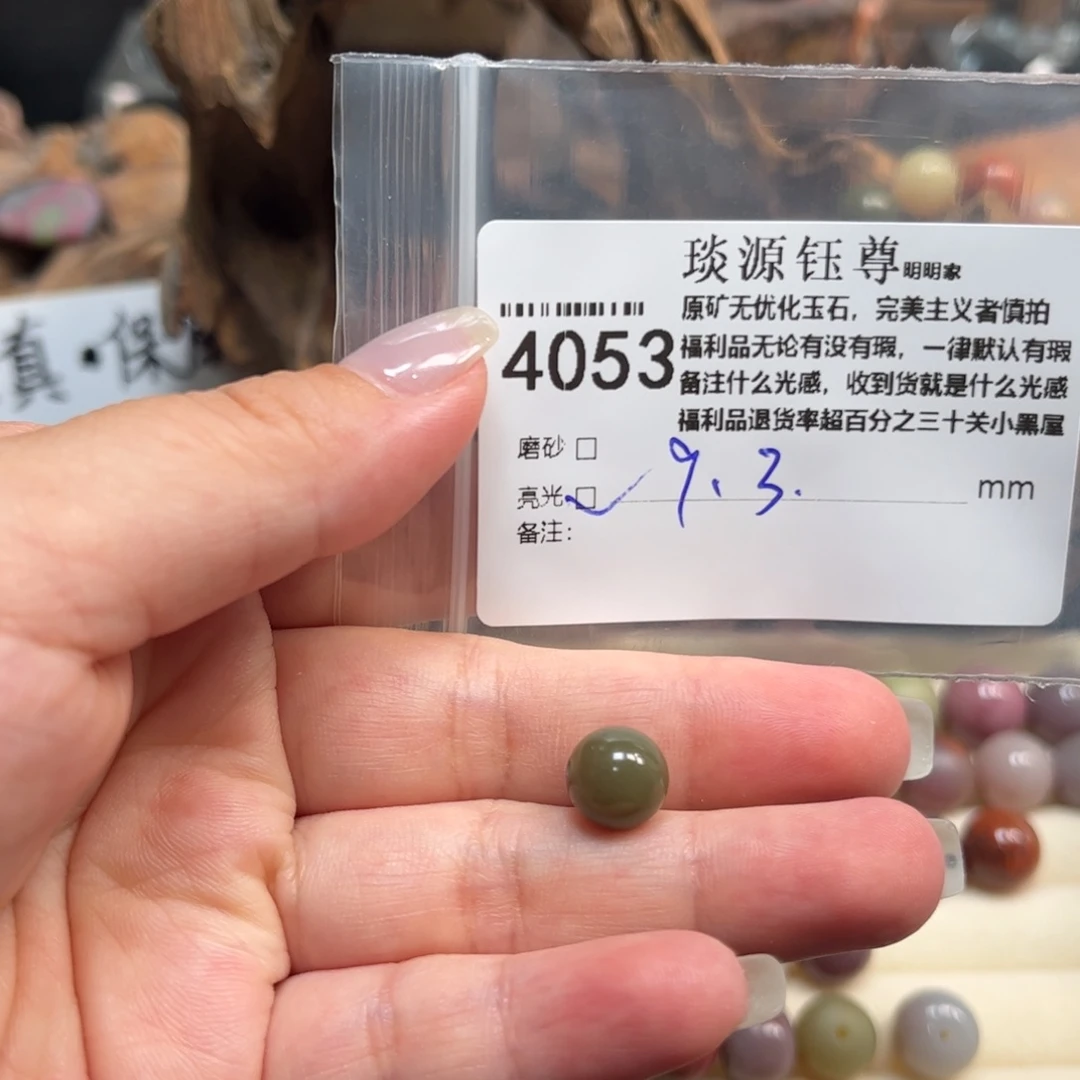 琰源钰尊明明家
原矿无优化玉石，完美主义者慎拍
4053
福利品无论有没有瑕，一律默认有瑕
备注什么光感，收到货就是什么光感
福利品退货率超百分之三十关小黑屋
磨砂 □
亮光 □ 9.3. mm
备注：
真·保